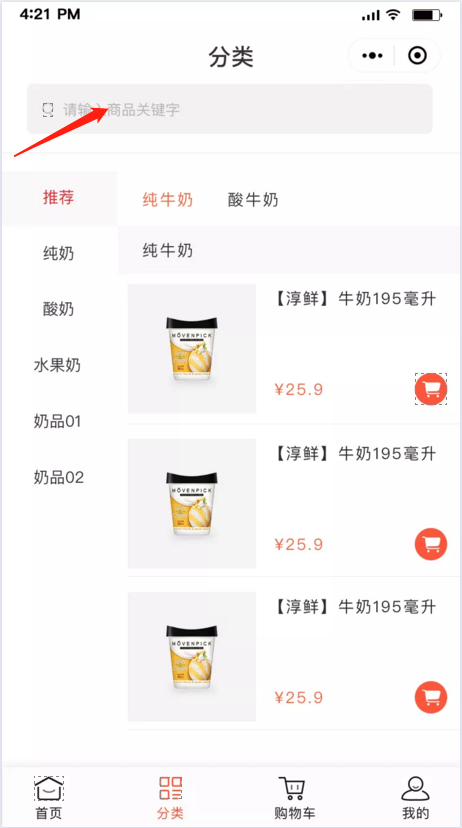 4:21 PM
分类
请输入商品关键字
推荐
纯牛奶 酸牛奶
纯奶
纯牛奶
酸奶
水果奶
奶品01
奶品02
【淳鲜】牛奶195毫升
MÖVENPICK
¥25.9
【淳鲜】牛奶195毫升
MÖVENPICK
¥25.9
【淳鲜】牛奶195毫升
MÖVENPICK
¥25.9
首页 分类 购物车 我的